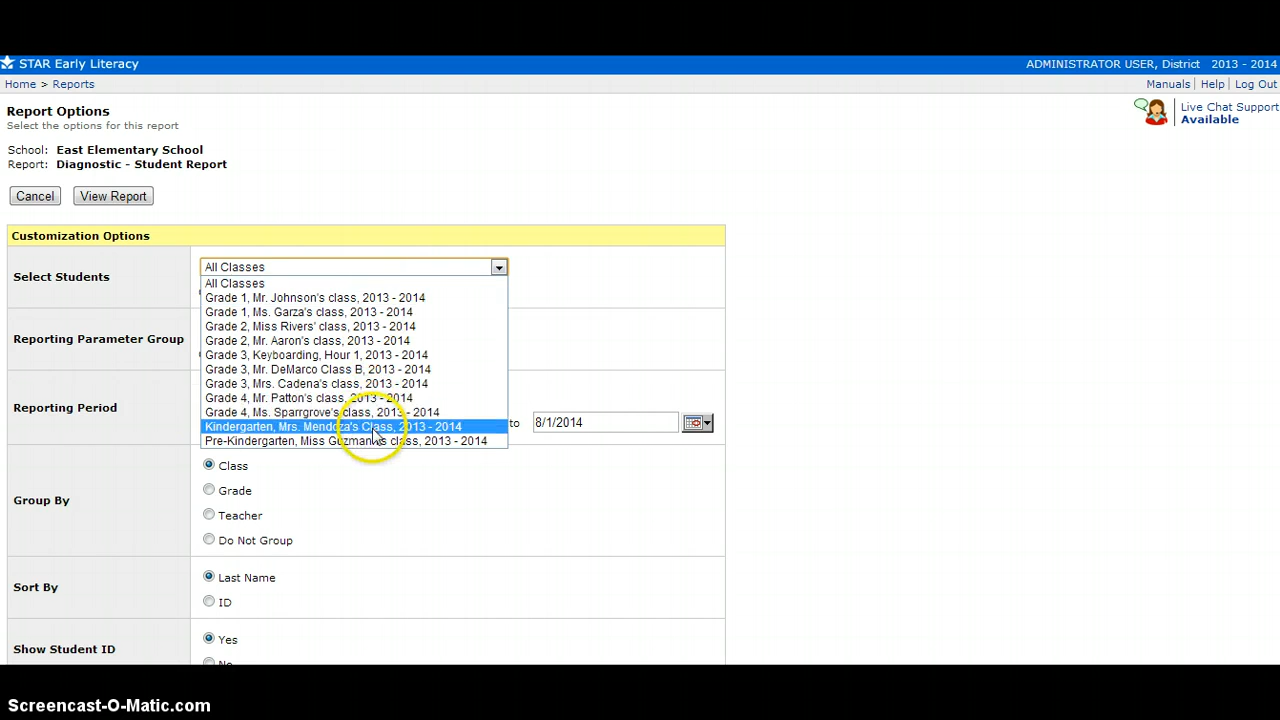 STAR Early Literacy
ADMINISTRATOR USER, District 2013 - 2014
Home > Reports
Manuals | Help | Log Out
Report Options
Select the options for this report
Live Chat Support
Available
School: East Elementary School
Report: Diagnostic - Student Report
Cancel
View Report
Customization Options
Select Students
All Classes
All Classes
Grade 1, Mr. Johnson's class, 2013 - 2014
Grade 1, Ms. Garza's class, 2013 - 2014
Grade 2, Miss Rivers' class, 2013 - 2014
Grade 2, Mr. Aaron's class, 2013 - 2014
Grade 3, Keyboarding, Hour 1, 2013 - 2014
Grade 3, Mr. DeMarco Class B, 2013 - 2014
Grade 3, Mrs. Cadena's class, 2013 - 2014
Grade 4, Mr. Patton's class, 2013 - 2014
Grade 4, Ms. Sparrgrove's class, 2013 - 2014
Kindergarten, Mrs. Mendoza's Class, 2013 - 2014
Pre-Kindergarten, Miss Guzman's class, 2013 - 2014
Reporting Parameter Group
Reporting Period
to 8/1/2014
Group By
Class
Grade
Teacher
Do Not Group
Sort By
Last Name
ID
Show Student ID
Yes
No
Screencast-O-Matic.com